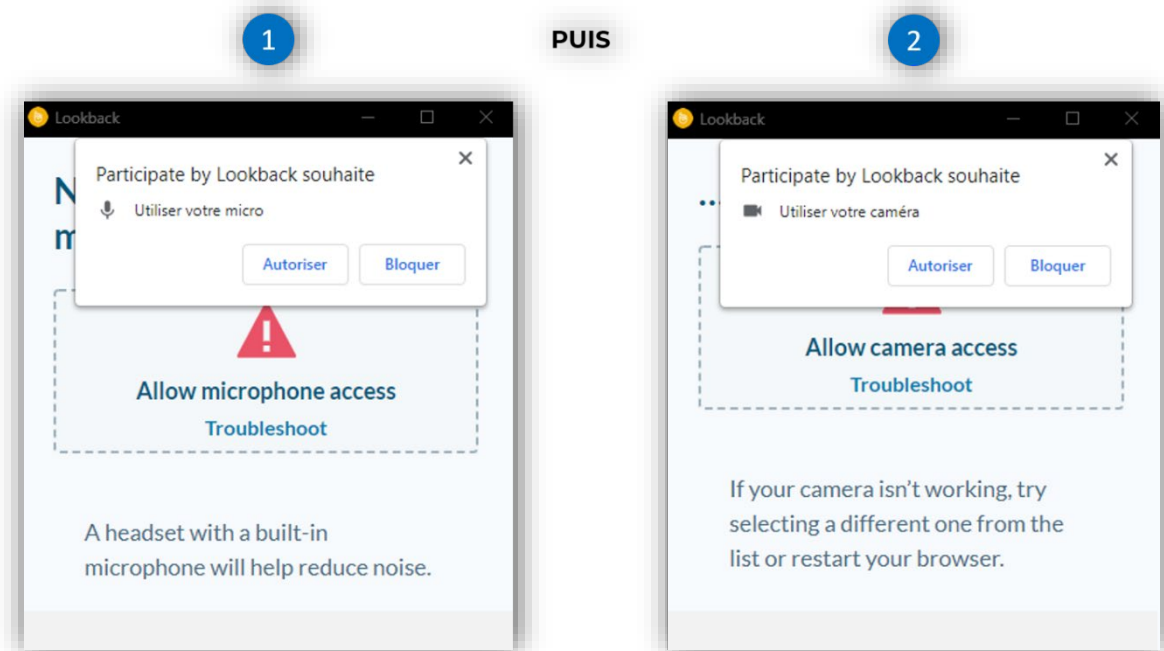 1
PUIS
2
Lookback
Participate by Lookback souhaite
Utiliser votre micro
Autoriser Bloquer
Allow microphone access
Troubleshoot
A headset with a built-in
microphone will help reduce noise.
Lookback
...
Participate by Lookback souhaite
Utiliser votre caméra
Autoriser Bloquer
Allow camera access
Troubleshoot
If your camera isn't working, try
selecting a different one from the
list or restart your browser.